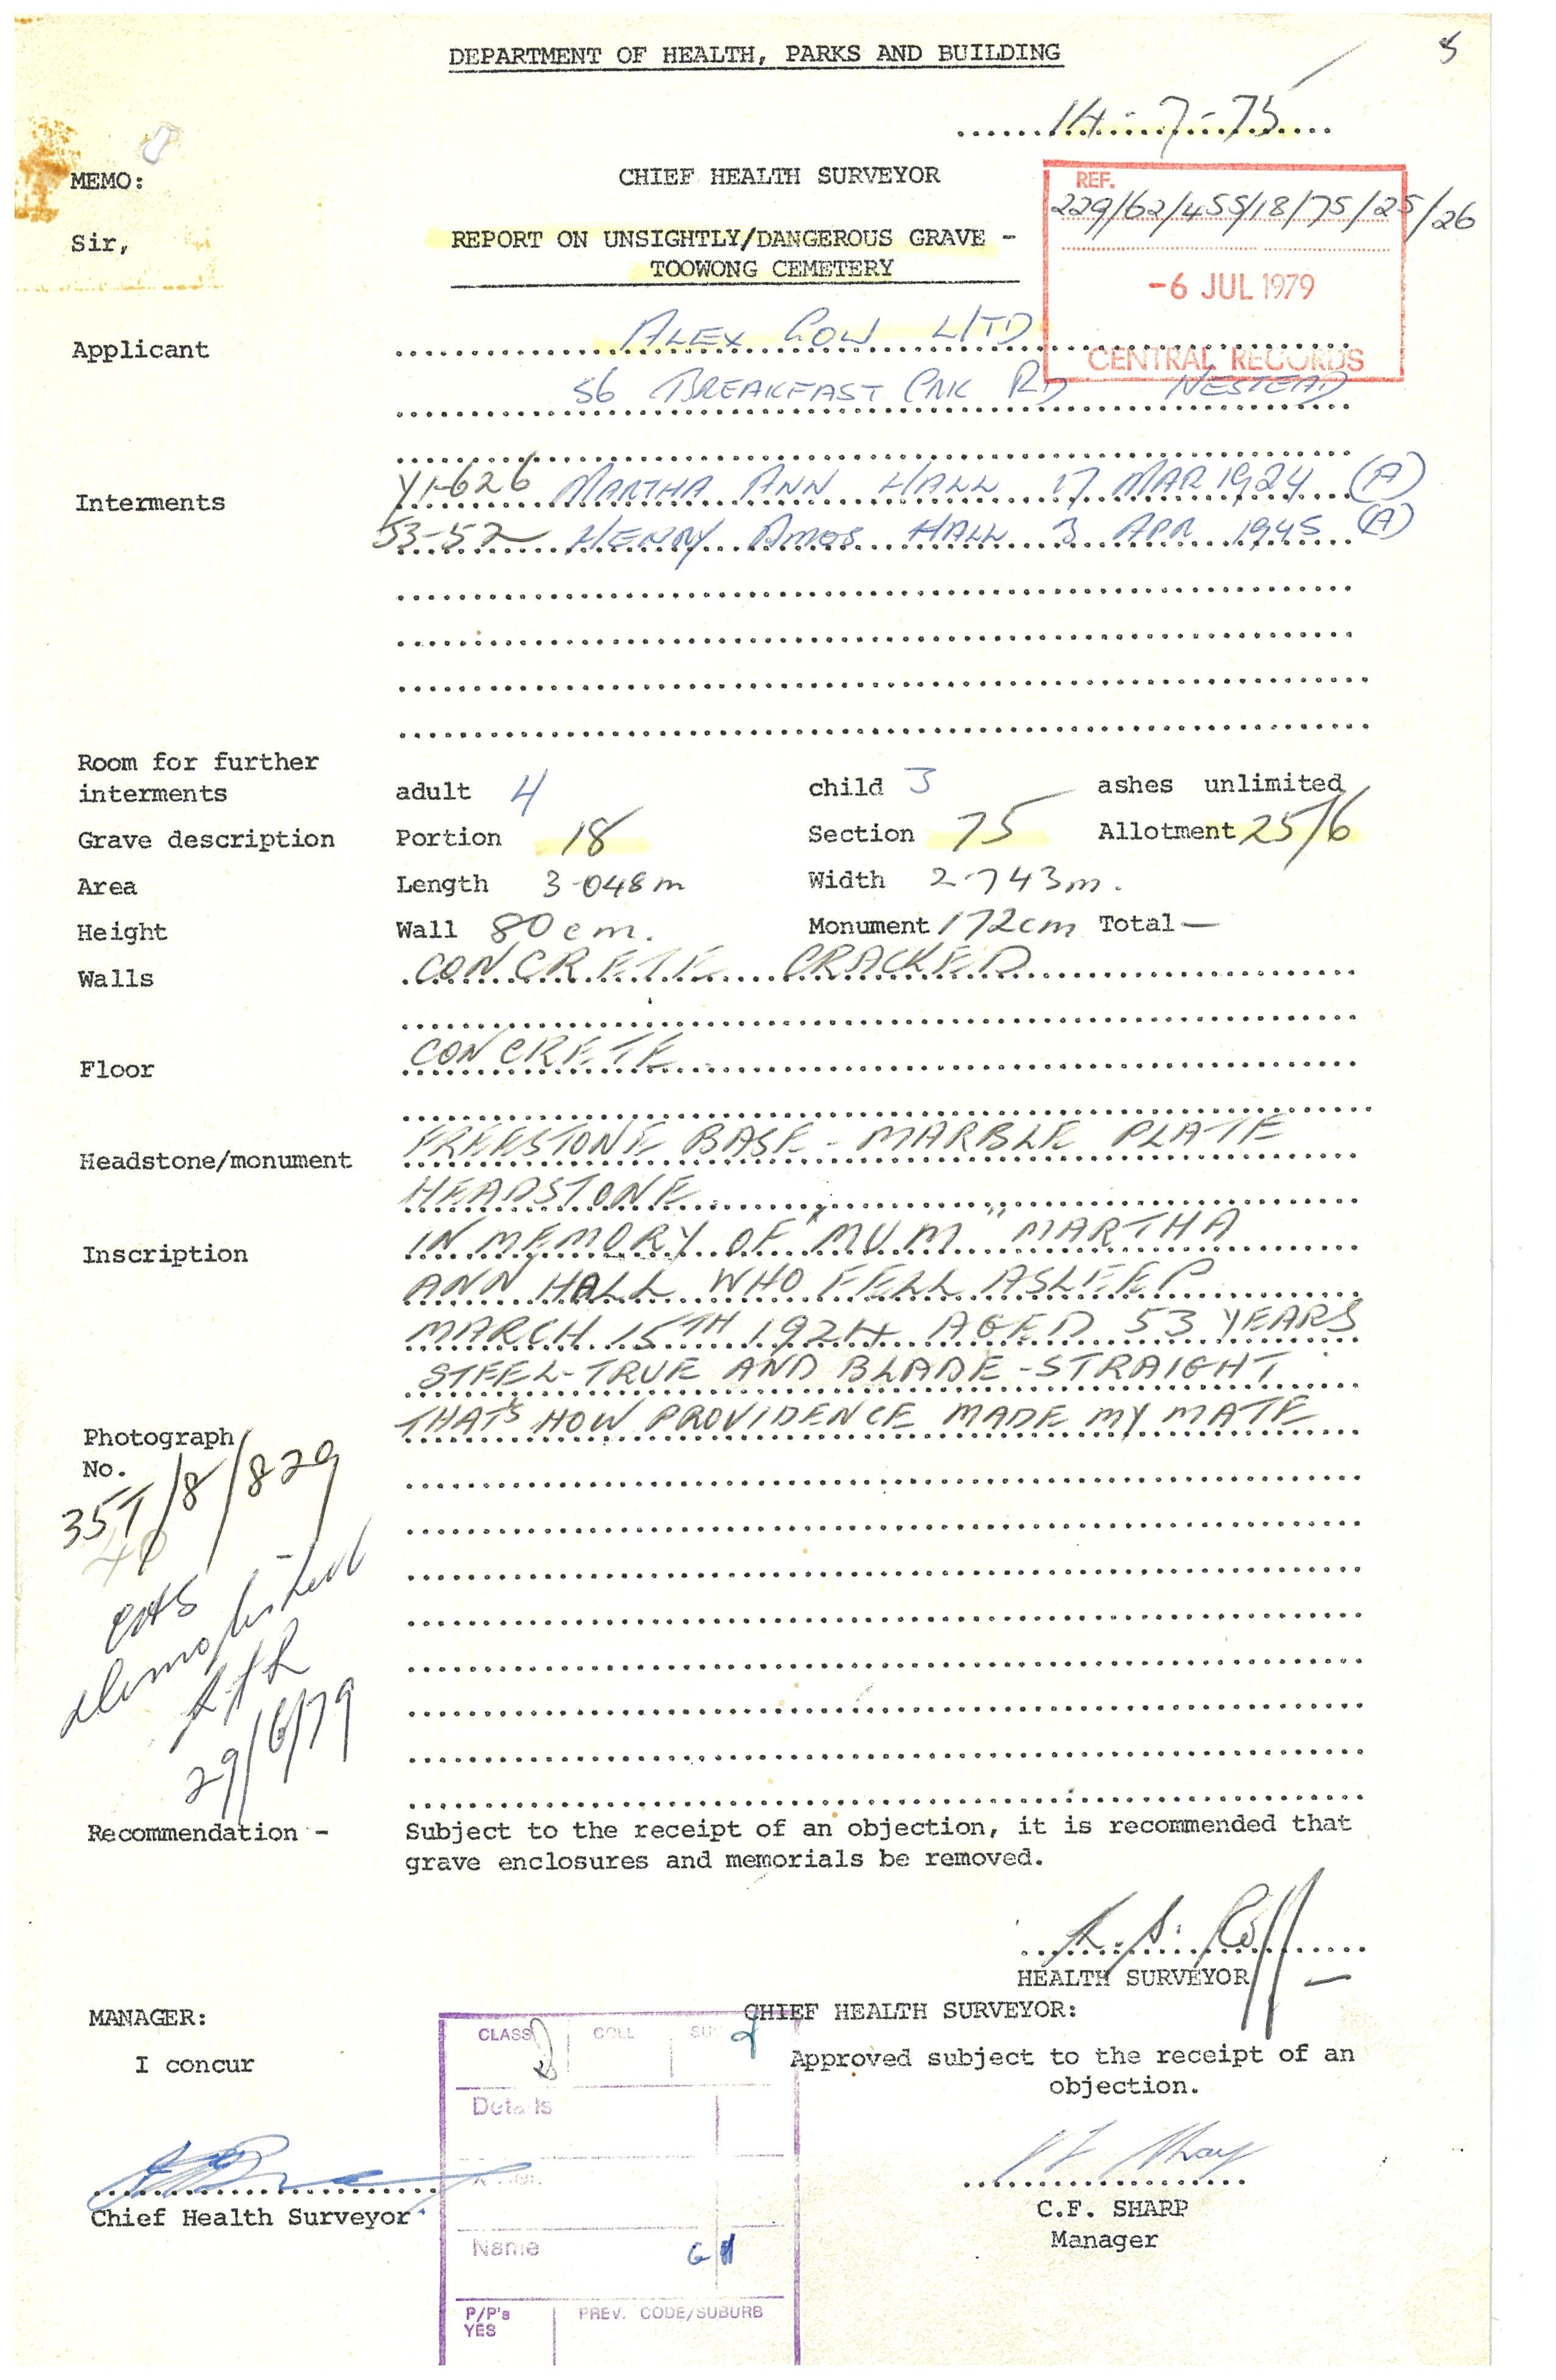 5
DEPARTMENT OF HEALTH, PARKS AND BUILDING
14-7-75
MEMO:
CHIEF HEALTH SURVEYOR
REF.
229/62/455/18/75/25/26
Sir,
REPORT ON UNSIGHTLY/DANGEROUS GRAVE -
TOOWONG CEMETERY
-6 JUL 1979
CENTRAL RECORDS
Applicant ALEX GOW LTD
56 BREAKFAST CRK RD NESTEAD
Interments Y1-626 MARTHA ANN HALL 17 MAR 1924 (A)
53-52 HENRY AMOS HALL 3 APR 1945 (A)
Room for further
interments adult 4 child 3 ashes unlimited
Grave description Portion 18 Section 75 Allotment 25/6
Area Length 3.048m Width 2.743m.
Height Wall 80cm. Monument 172cm Total —
Walls CONCRETE CRACKED
Floor CONCRETE
Headstone/monument FREESTONE BASE - MARBLE PLATE
HEADSTONE
Inscription IN MEMORY OF "MUM" MARTHA
ANN HALL WHO FELL ASLEEP
MARCH 15TH 1924 AGED 53 YEARS
STEEL-TRUE AND BLADE-STRAIGHT
THAT'S HOW PROVIDENCE MADE MY MATE
Photograph
No.
35T/8/829
demolished
29/6/79
Recommendation - Subject to the receipt of an objection, it is recommended that
grave enclosures and memorials be removed.
HEALTH SURVEYOR
MANAGER: CHIEF HEALTH SURVEYOR:
CLASS COLL SUB
I concur
Approved subject to the receipt of an
objection.
Details
Chief Health Surveyor
C.F. SHARP
Manager
Name GH
P/P's
YES
PREV. CODE/SUBURB